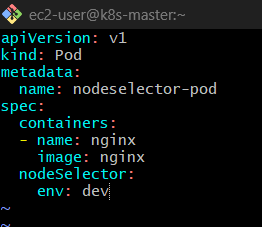 ec2-user@k8s-master:~
apiVersion: v1
kind: Pod
metadata:
  name: nodeselector-pod
spec:
  containers:
  - name: nginx
    image: nginx
  nodeSelector:
    env: dev
~
~